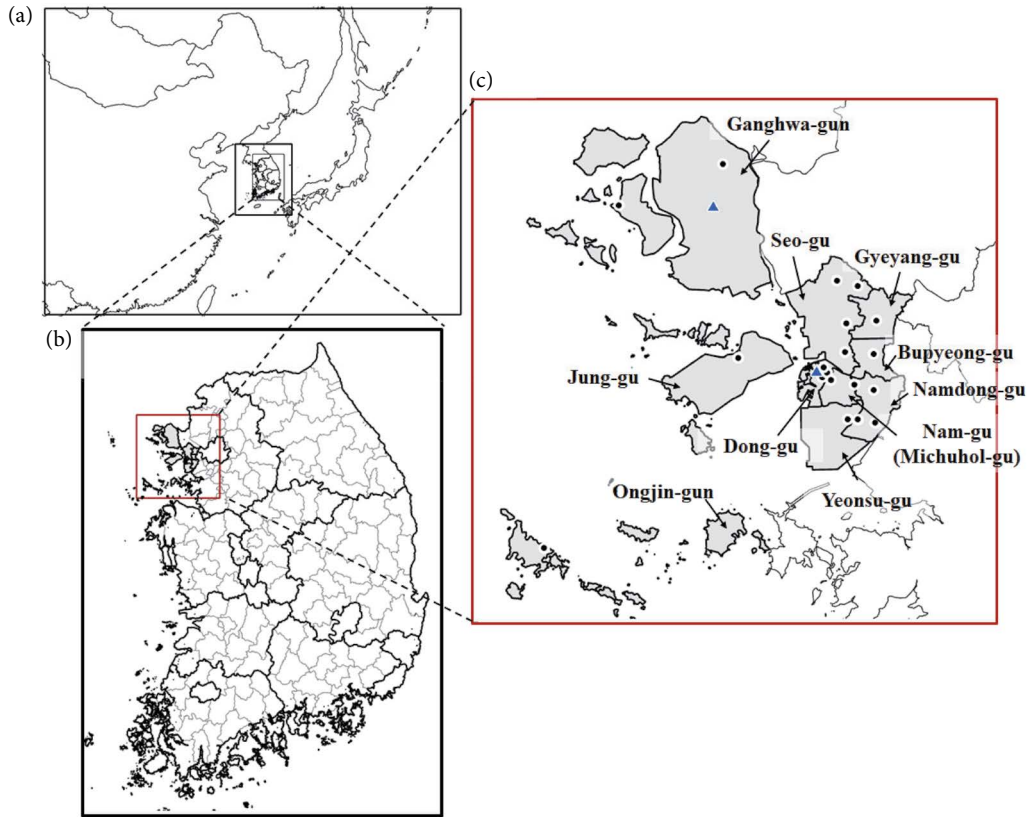 (a)
(c)
Ganghwa-gun
Seo-gu
Gyeyang-gu
(b)
Bupyeong-gu
Jung-gu
Namdong-gu
Dong-gu
Nam-gu
(Michuhol-gu)
Ongjin-gun
Yeonsu-gu